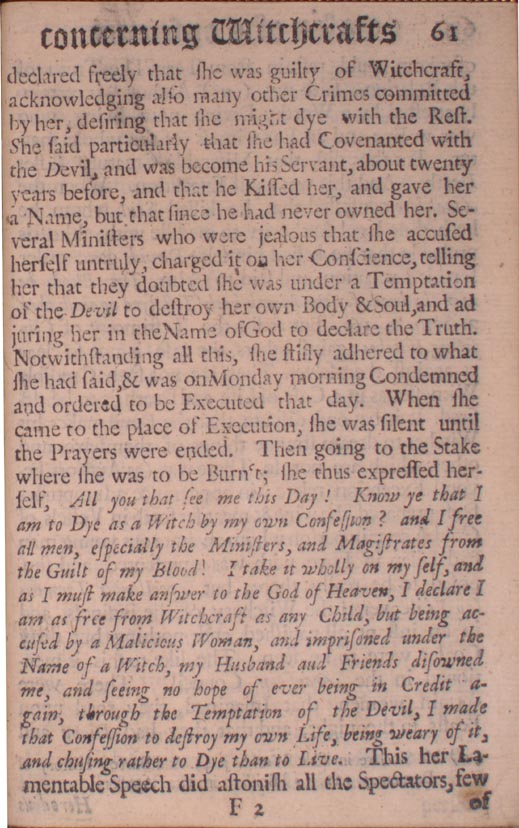 concerning Witchcrafts 61
declared freely that ſhe was guilty of Witchcraft,
acknowledging alſo many other Crimes committed
by her, deſiring that ſhe might dye with the Reſt.
She ſaid particularly that ſhe had Covenanted with
the Devil, and was become his Servant, about twenty
years before, and that he Kiſſed her, and gave her
a Name, but that ſince he had never owned her. Se-
veral Miniſters who were jealous that ſhe accuſed
herſelf untruly, charged it on her Conſcience, telling
her that they doubted ſhe was under a Temptation
of the Devil to deſtroy her own Body &Soul,and ad
juring her in theName ofGod to declare the Truth.
Notwithſtanding all this, ſhe ſtifly adhered to what
ſhe had ſaid,& was onMonday morning Condemned
and ordered to be Executed that day. When ſhe
came to the place of Execution, ſhe was ſilent until
the Prayers were ended. Then going to the Stake
where ſhe was to be Burn't; ſhe thus expreſſed her-
ſelf, All you that ſee me this Day ! Know ye that I
am to Dye as a Witch by my own Confeſſion ? and I free
all men, eſpecially the Miniſters, and Magiſtrates from
the Guilt of my Blood! I take it wholly on my ſelf, and
as I muſt make anſwer to the God of Heaven, I declare I
am as free from Witchcraft as any Child, but being ac-
cuſed by a Malicious Woman, and impriſoned under the
Name of a Witch, my Husband aud Friends diſowned
me, and ſeeing no hope of ever being in Credit a-
gain, through the Temptation of the Devil, I made
that Confeſſion to deſtroy my own Life, being weary of it,
and chuſing rather to Dye than to Live. This her La-
mentable Speech did aſtoniſh all the Spectators, few
F 2 of